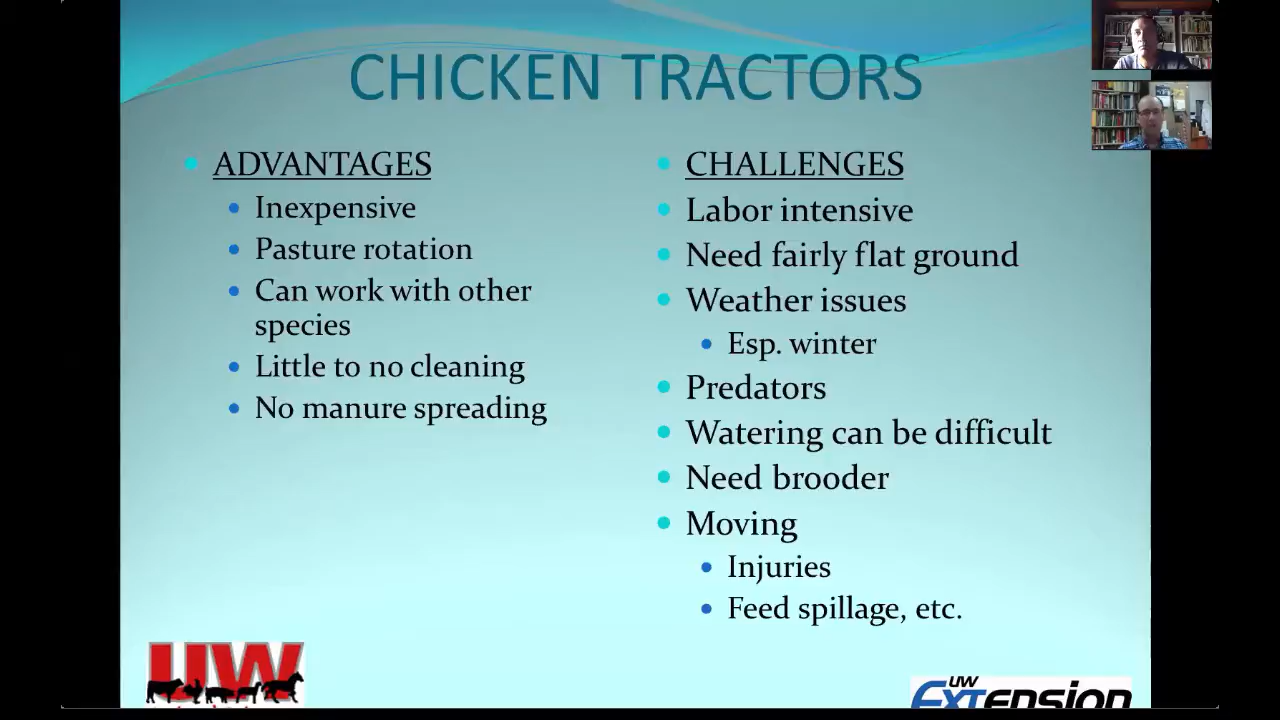 CHICKEN TRACTORS
ADVANTAGES
Inexpensive
Pasture rotation
Can work with other
species
Little to no cleaning
No manure spreading
CHALLENGES
Labor intensive
Need fairly flat ground
Weather issues
Esp. winter
Predators
Watering can be difficult
Need brooder
Moving
Injuries
Feed spillage, etc.
UW
UW
Extension